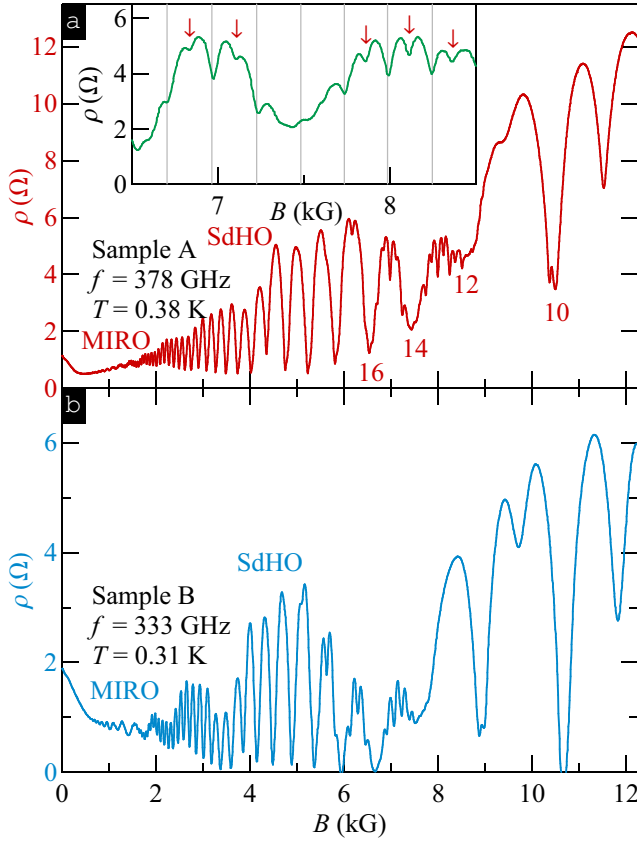 a
ρ (Ω)
6
4
2
0
7
8
B (kG)
12
10
8
6
4
2
0
ρ (Ω)
Sample A
f = 378 GHz
T = 0.38 K
SdHO
MIRO
16
14
12
10
b
6
4
2
0
ρ (Ω)
Sample B
f = 333 GHz
T = 0.31 K
SdHO
MIRO
0
2
4
6
8
10
12
B (kG)